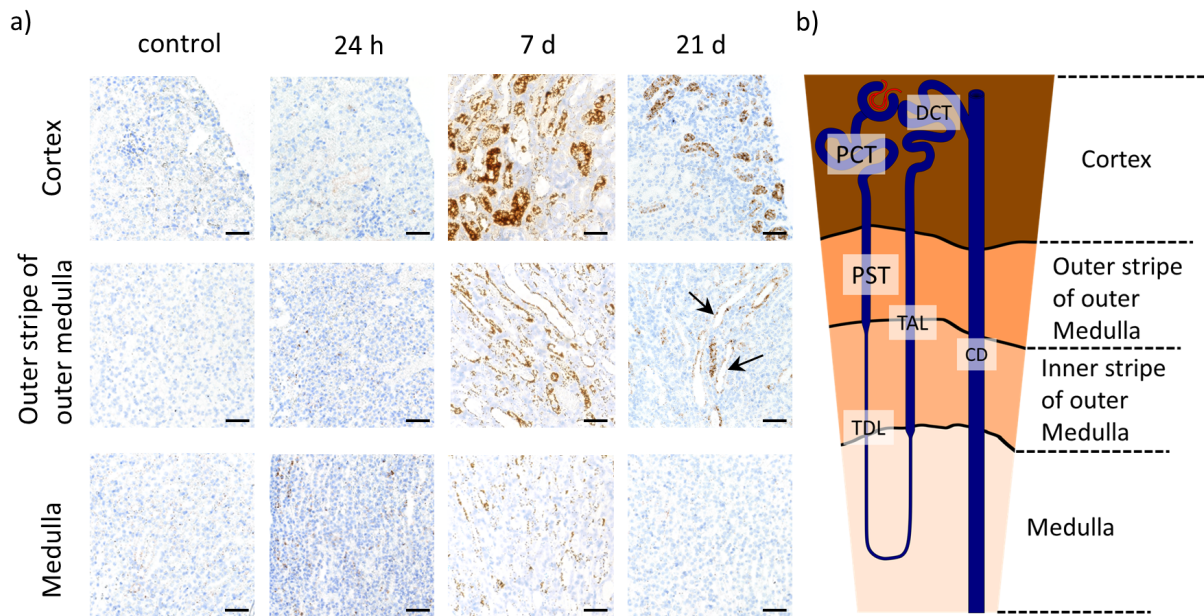 a)
control
24 h
7 d
21 d
Cortex
Outer stripe of
outer medulla
Medulla
b)
DCT
PCT
PST
TAL
CD
TDL
Cortex
Outer stripe
of outer
Medulla
Inner stripe
of outer
Medulla
Medulla